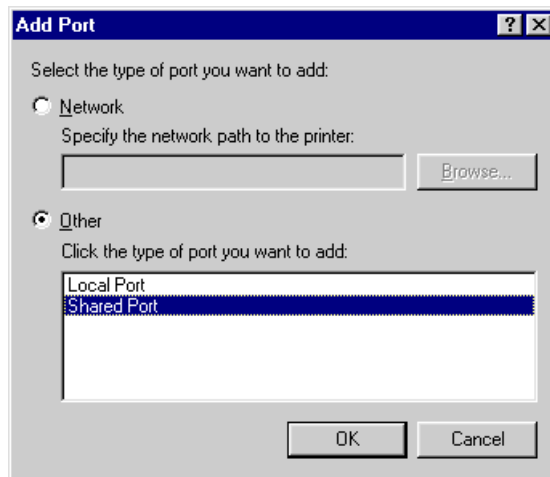 Add Port
Select the type of port you want to add:
Network
Specify the network path to the printer:
Browse...
Other
Click the type of port you want to add:
Local Port
Shared Port
OK
Cancel